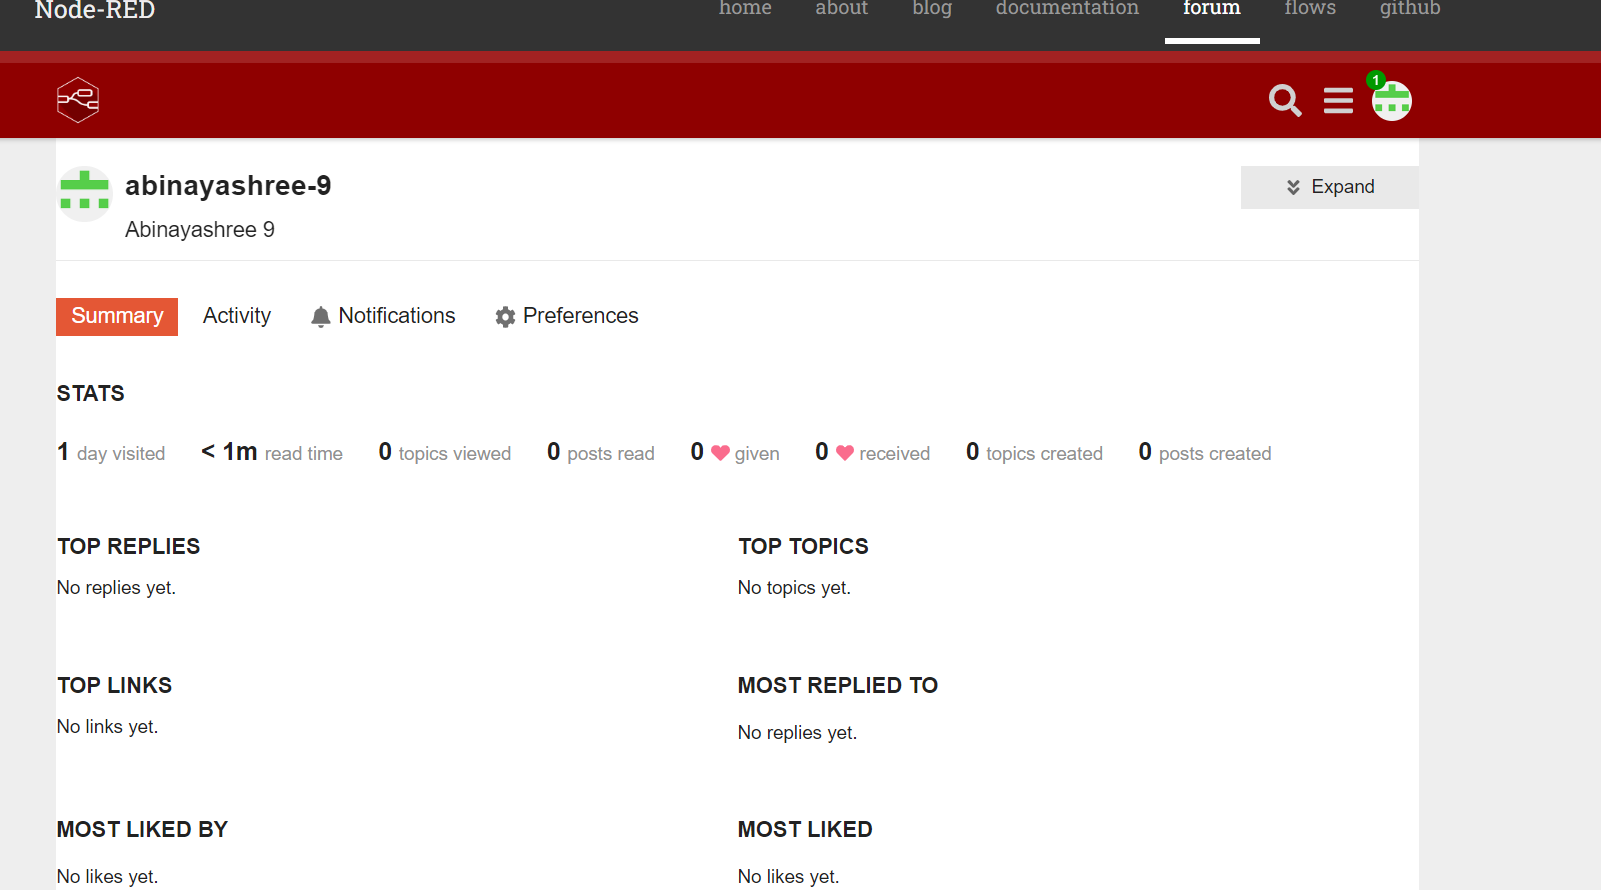 Node-RED
home about blog documentation forum flows github
1
abinayashree-9
Expand
Abinayashree 9
Summary Activity Notifications Preferences
STATS
1 day visited < 1m read time 0 topics viewed 0 posts read 0 given 0 received 0 topics created 0 posts created
TOP REPLIES
No replies yet.
TOP TOPICS
No topics yet.
TOP LINKS
No links yet.
MOST REPLIED TO
No replies yet.
MOST LIKED BY
No likes yet.
MOST LIKED
No likes yet.